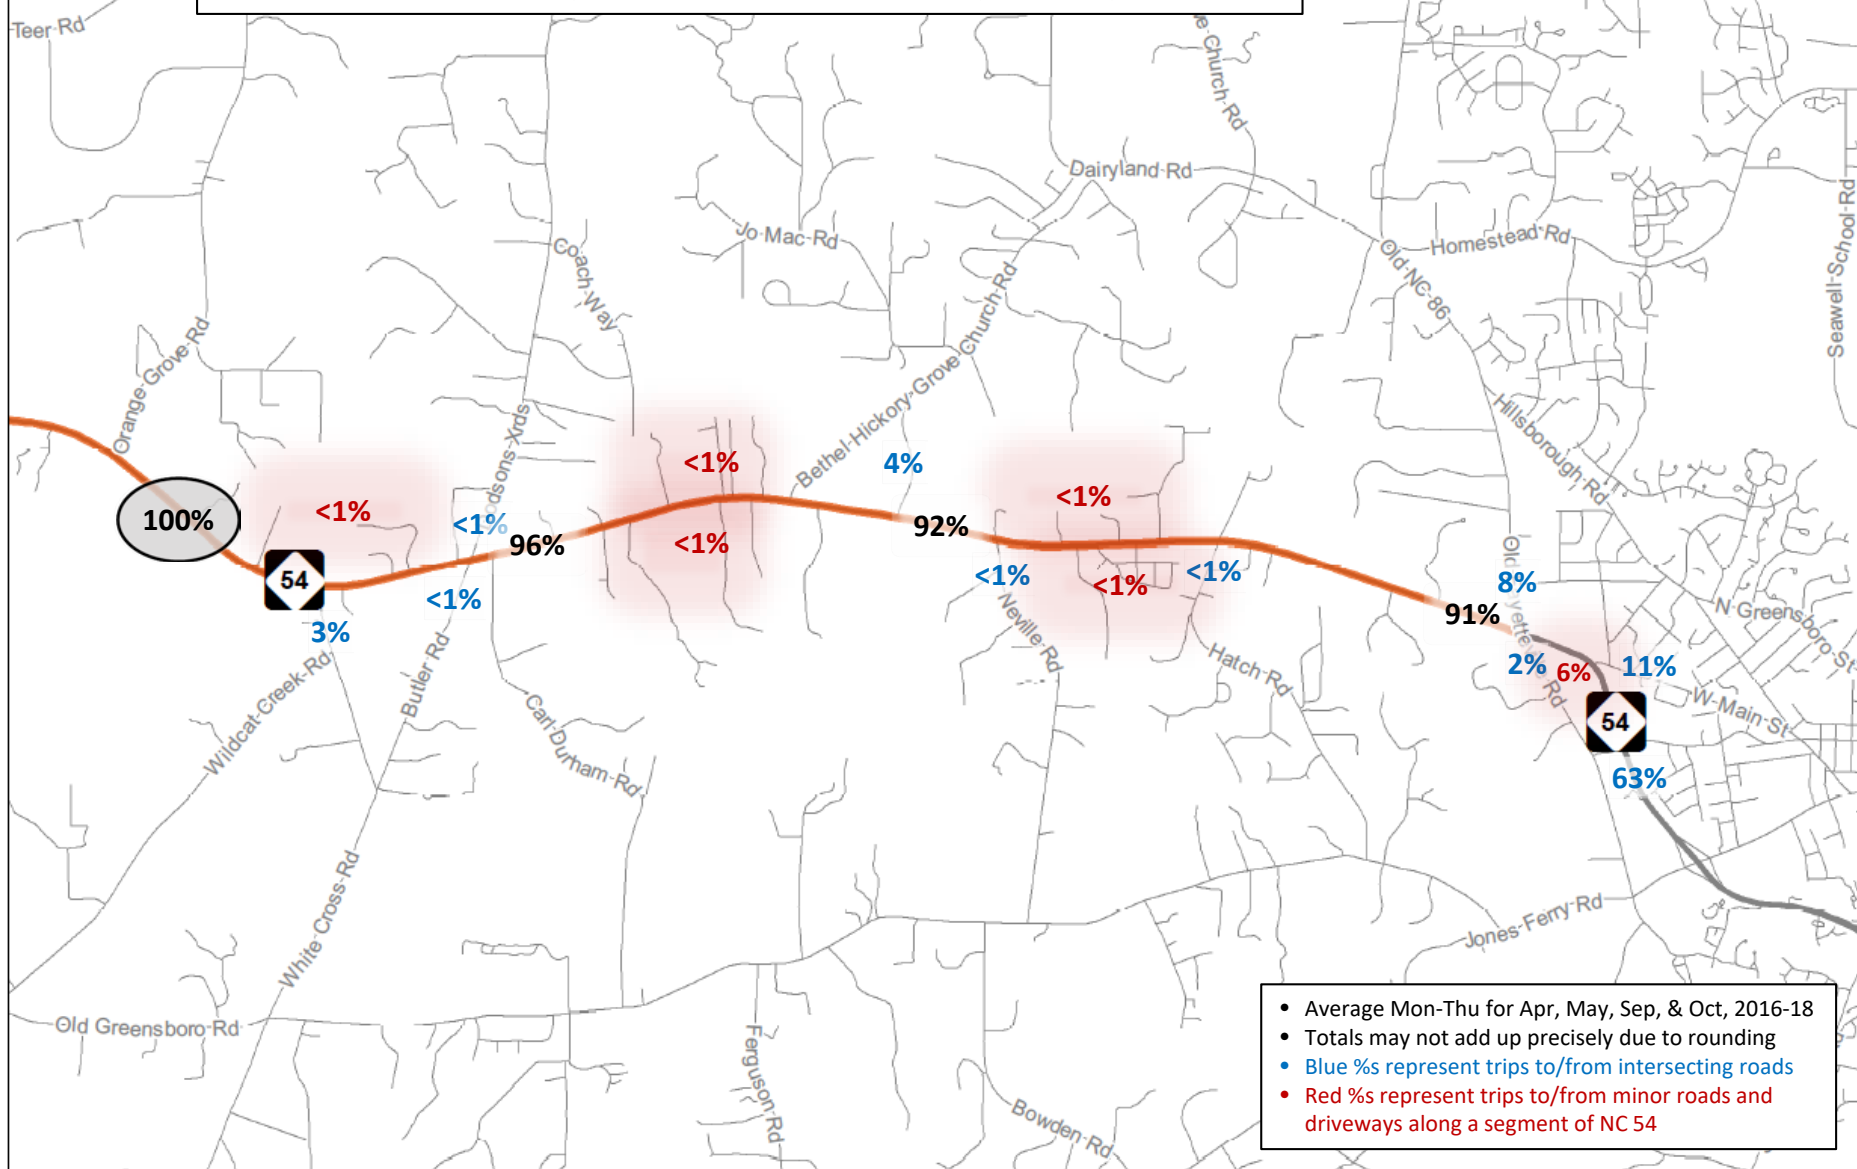 Teer Rd
e Church Rd
Dairyland Rd
Jo Mac Rd
Homestead Rd
Seawell School Rd
Coach Way
Old NC 86
Orange Grove Rd
Bethel Hickory Grove Church Rd
Hillsborough Rd
odsons Xrds
<1%
4%
<1%
100%
<1%
<1%
96%
<1%
92%
54
<1%
<1%
<1%
<1%
8%
91%
N Greensboro St
3%
Neville Rd
Hatch Rd
2%
6%
11%
Wildcat Creek Rd
Butler Rd
Carl Durham Rd
W Main St
54
63%
White Cross Rd
Jones Ferry Rd
Old Greensboro Rd
Ferguson Rd
Bowden Rd
• Average Mon-Thu for Apr, May, Sep, & Oct, 2016-18
• Totals may not add up precisely due to rounding
• Blue %s represent trips to/from intersecting roads
• Red %s represent trips to/from minor roads and
driveways along a segment of NC 54